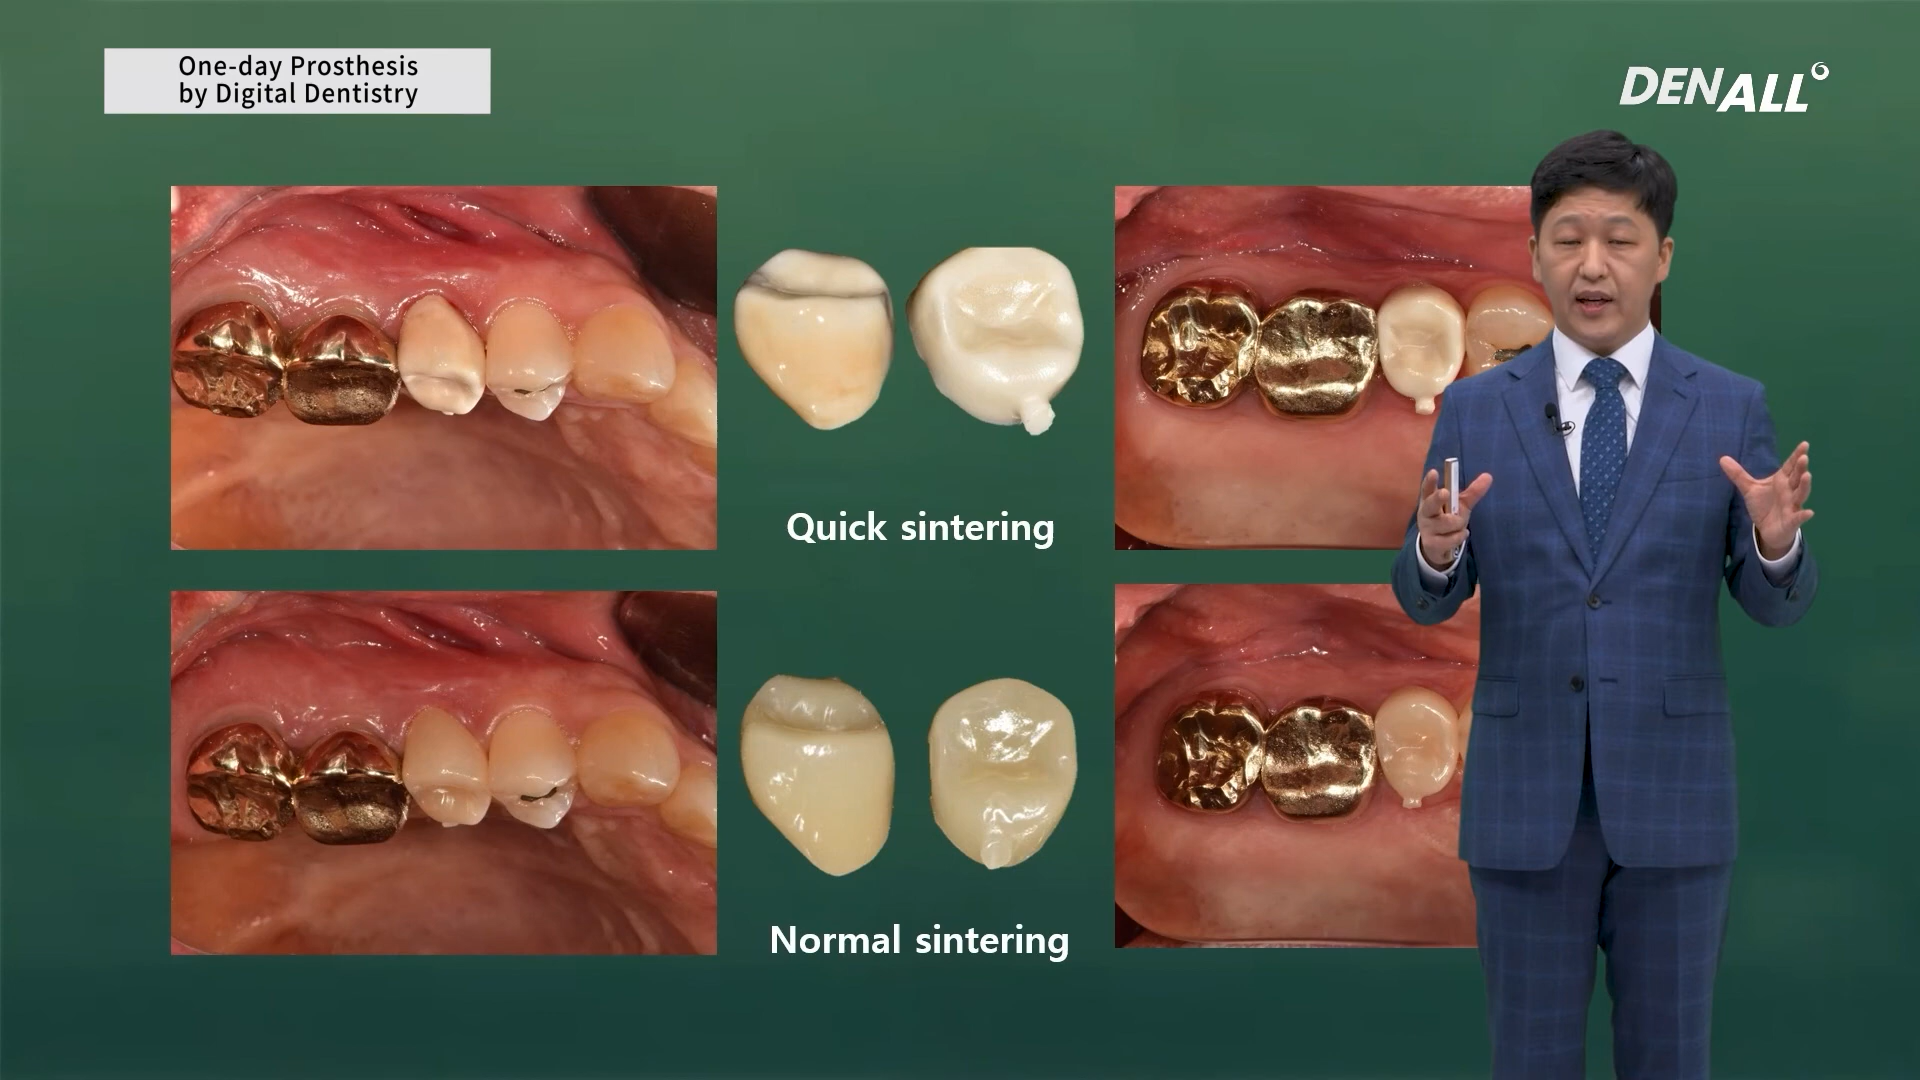 One-day Prosthesis
by Digital Dentistry
DENALL
Quick sintering
Normal sintering